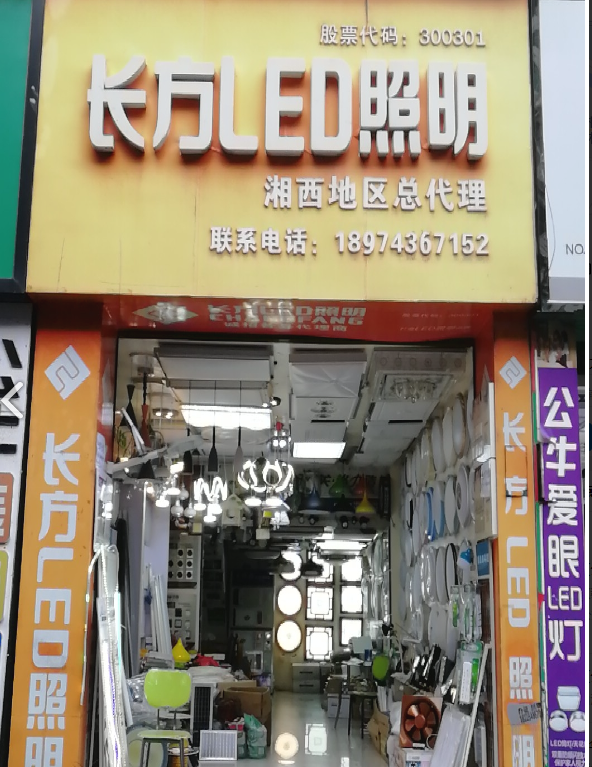 股票代码：300301
长方LED照明
湘西地区总代理
联系电话：18974367152
长方LED照明
CHANGFANG
长方LED照明
长方LED照明
公牛爱眼LED灯
NO